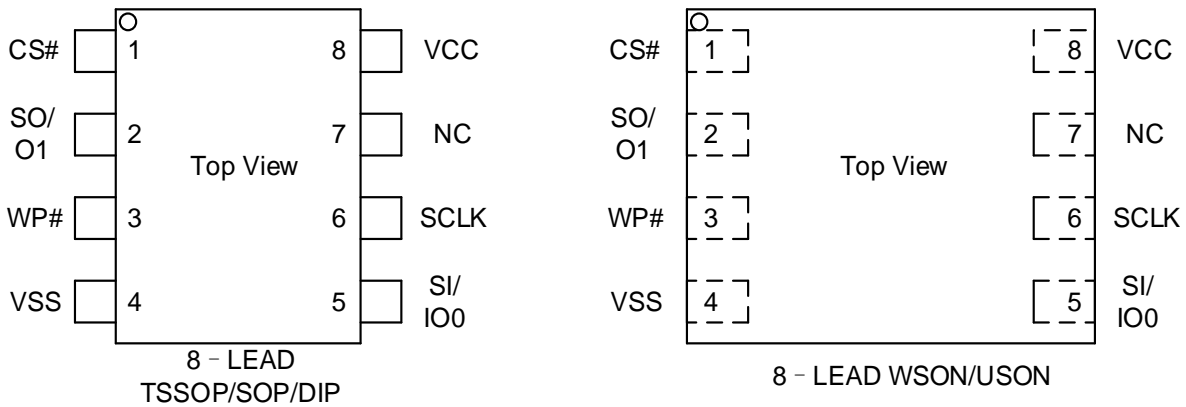 CS# 1 8 VCC
SO/
O1 2 7 NC
Top View
WP# 3 6 SCLK
VSS 4 5 SI/
IO0
8 – LEAD
TSSOP/SOP/DIP
CS# 1 8 VCC
SO/
O1 2 7 NC
Top View
WP# 3 6 SCLK
VSS 4 5 SI/
IO0
8 – LEAD WSON/USON